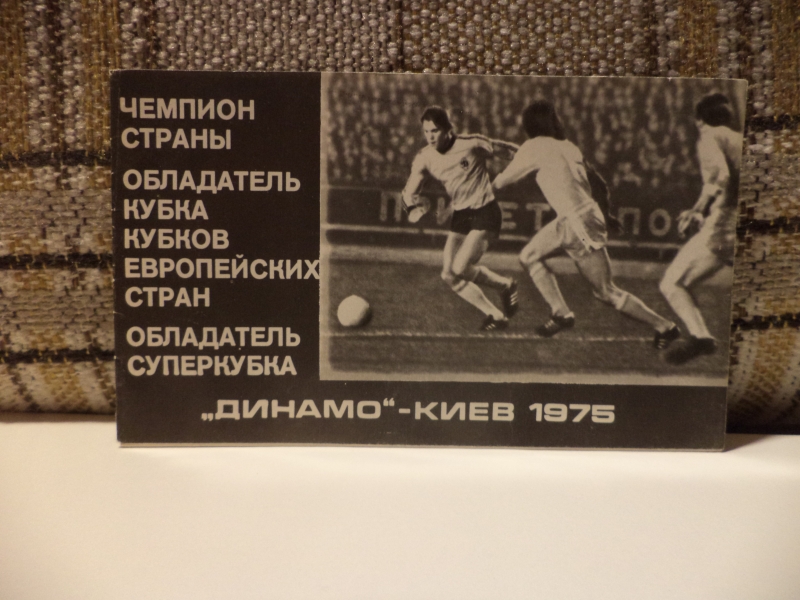 ЧЕМПИОН
СТРАНЫ
ОБЛАДАТЕЛЬ
КУБКА
КУБКОВ
ЕВРОПЕЙСКИХ
СТРАН
ОБЛАДАТЕЛЬ
СУПЕРКУБКА
„ДИНАМО“-КИЕВ 1975